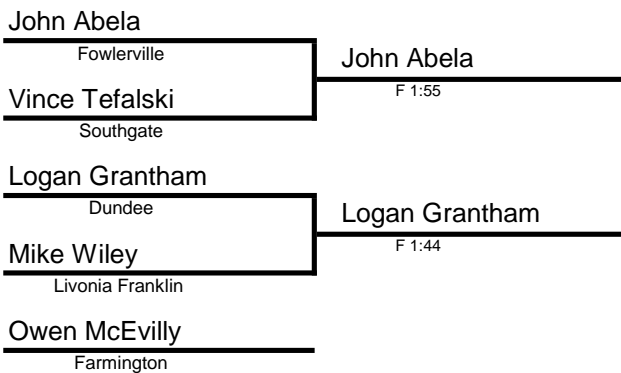 John Abela
Fowlerville
John Abela
F 1:55
Vince Tefalski
Southgate
Logan Grantham
Dundee
Logan Grantham
F 1:44
Mike Wiley
Livonia Franklin
Owen McEvilly
Farmington